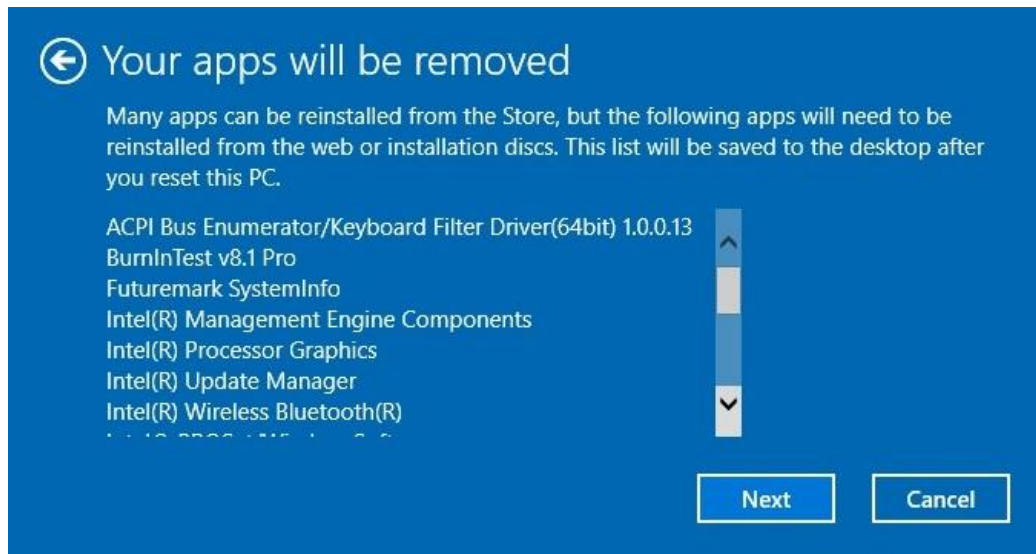 Your apps will be removed
Many apps can be reinstalled from the Store, but the following apps will need to be
reinstalled from the web or installation discs. This list will be saved to the desktop after
you reset this PC.
ACPI Bus Enumerator/Keyboard Filter Driver(64bit) 1.0.0.13
BurnInTest v8.1 Pro
Futuremark SystemInfo
Intel(R) Management Engine Components
Intel(R) Processor Graphics
Intel(R) Update Manager
Intel(R) Wireless Bluetooth(R)
Next
Cancel